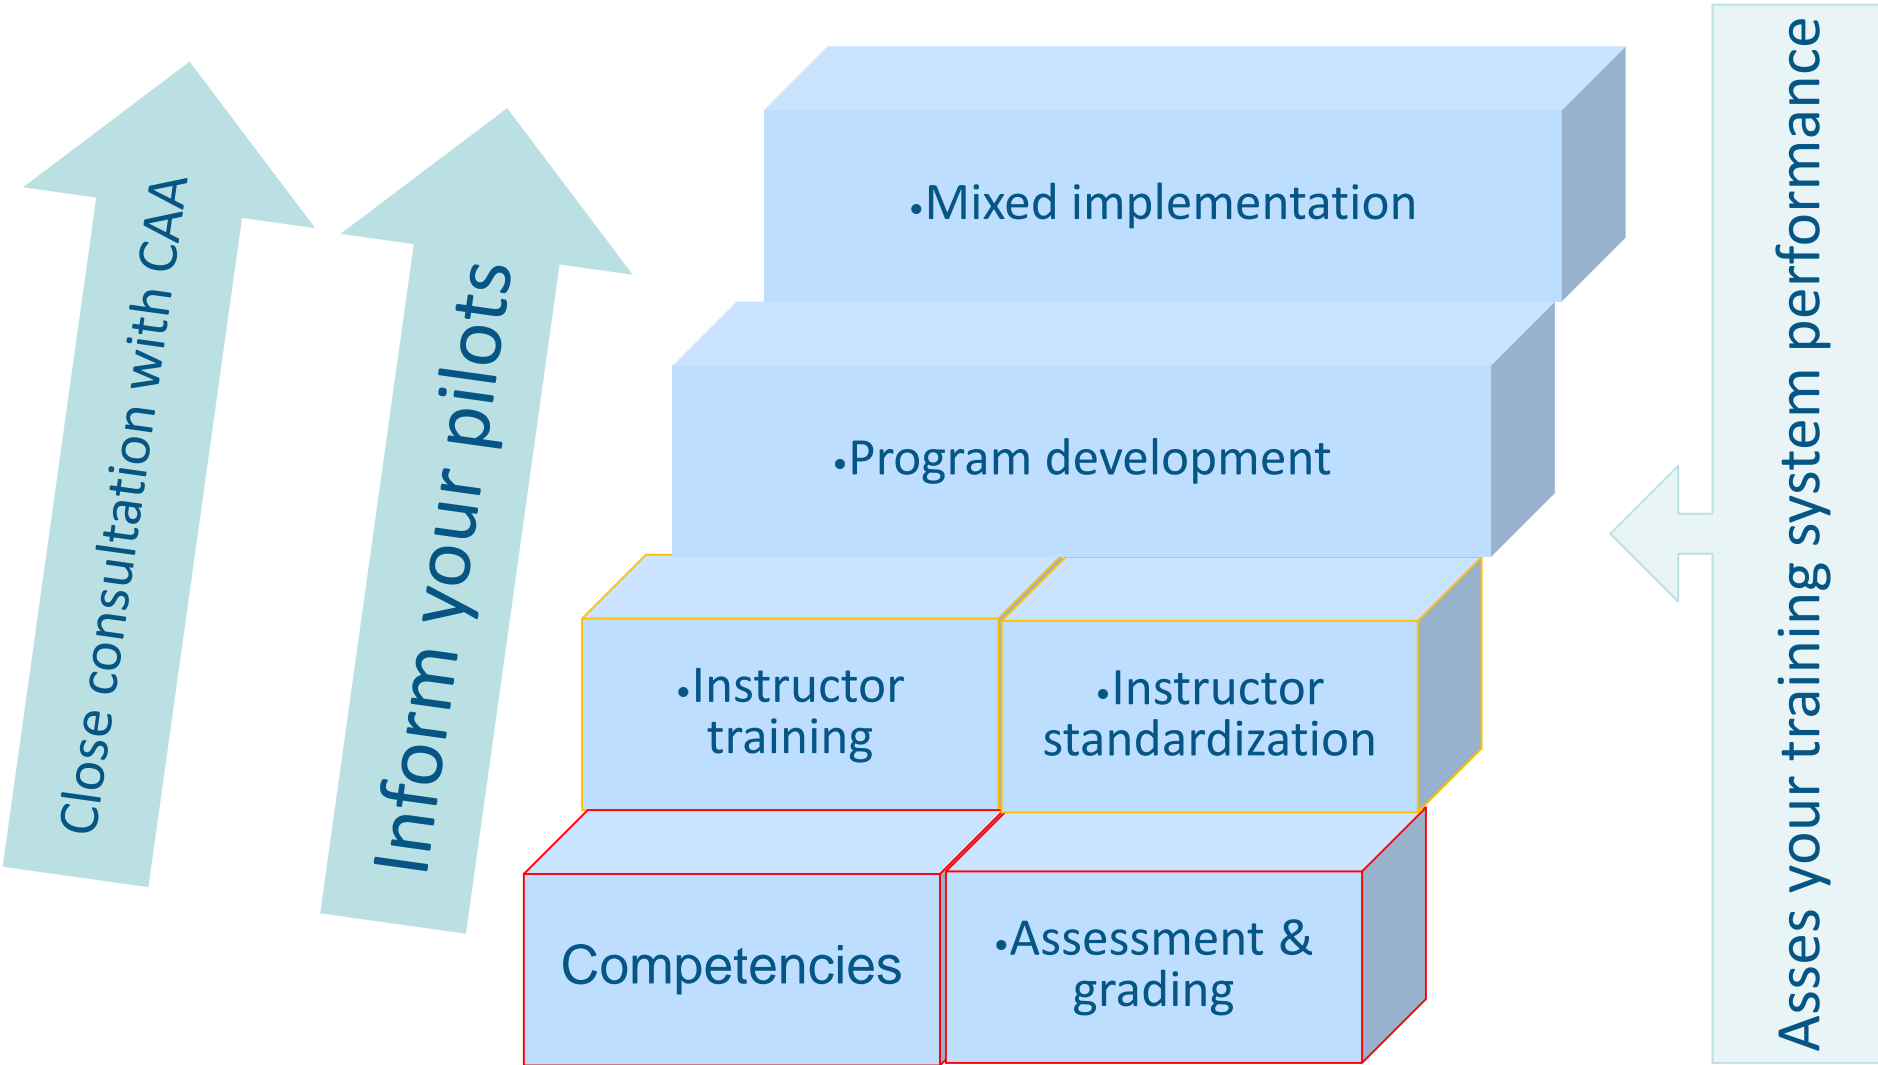 Close consultation with CAA
Inform your pilots
•Mixed implementation
•Program development
•Instructor
training
•Instructor
standardization
Competencies
•Assessment &
grading
Asses your training system performance